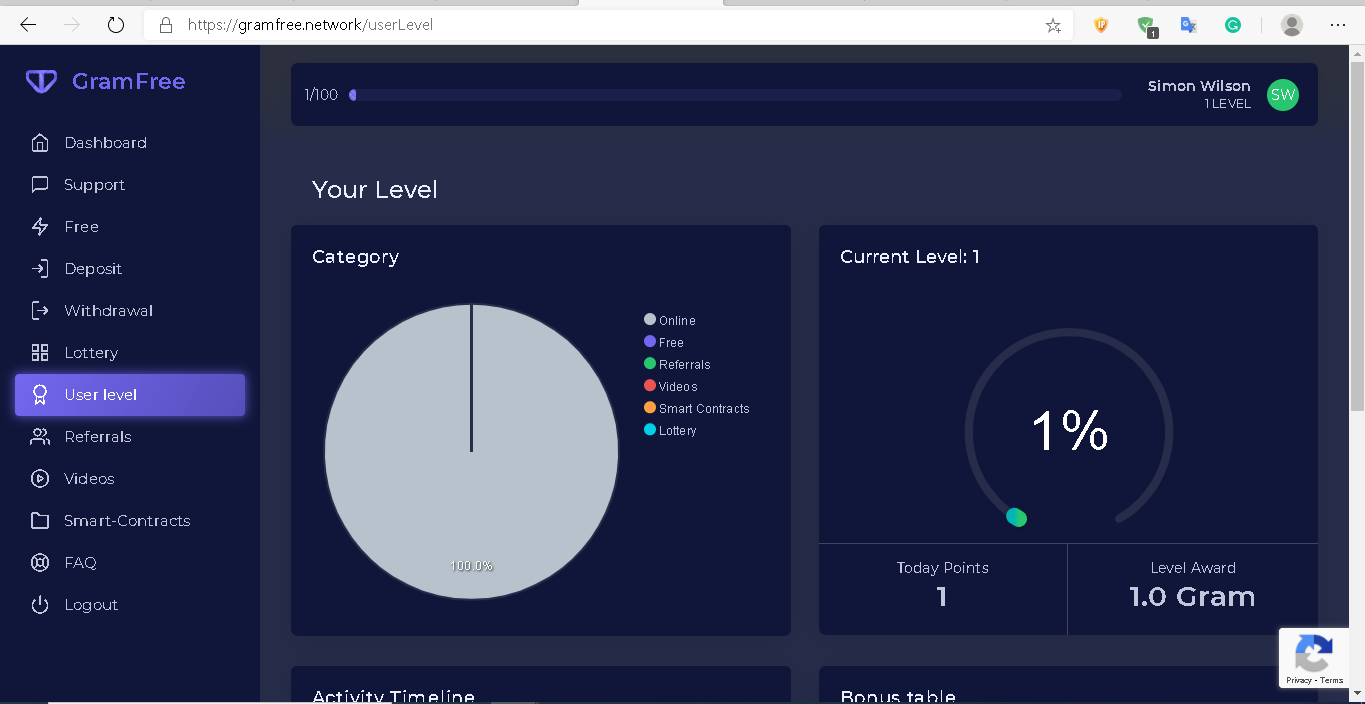 https://gramfree.network/userLevel
1
GramFree
Dashboard
Support
Free
Deposit
Withdrawal
Lottery
User level
Referrals
Videos
Smart-Contracts
FAQ
Logout
1/100
Simon Wilson
1 LEVEL
SW
Your Level
Category
Online
Free
Referrals
Videos
Smart Contracts
Lottery
100.0%
Current Level: 1
1%
Today Points
1
Level Award
1.0 Gram
Activity Timeline
Bonus table
Privacy - Terms